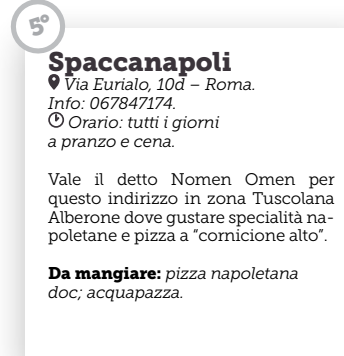 5°
Spaccanapoli
Via Eurialo, 10d – Roma.
Info: 067847174.
Orario: tutti i giorni
a pranzo e cena.
Vale il detto Nomen Omen per
questo indirizzo in zona Tuscolana
Alberone dove gustare specialità na-
poletane e pizza a “cornicione alto”.
Da mangiare: pizza napoletana
doc; acquapazza.